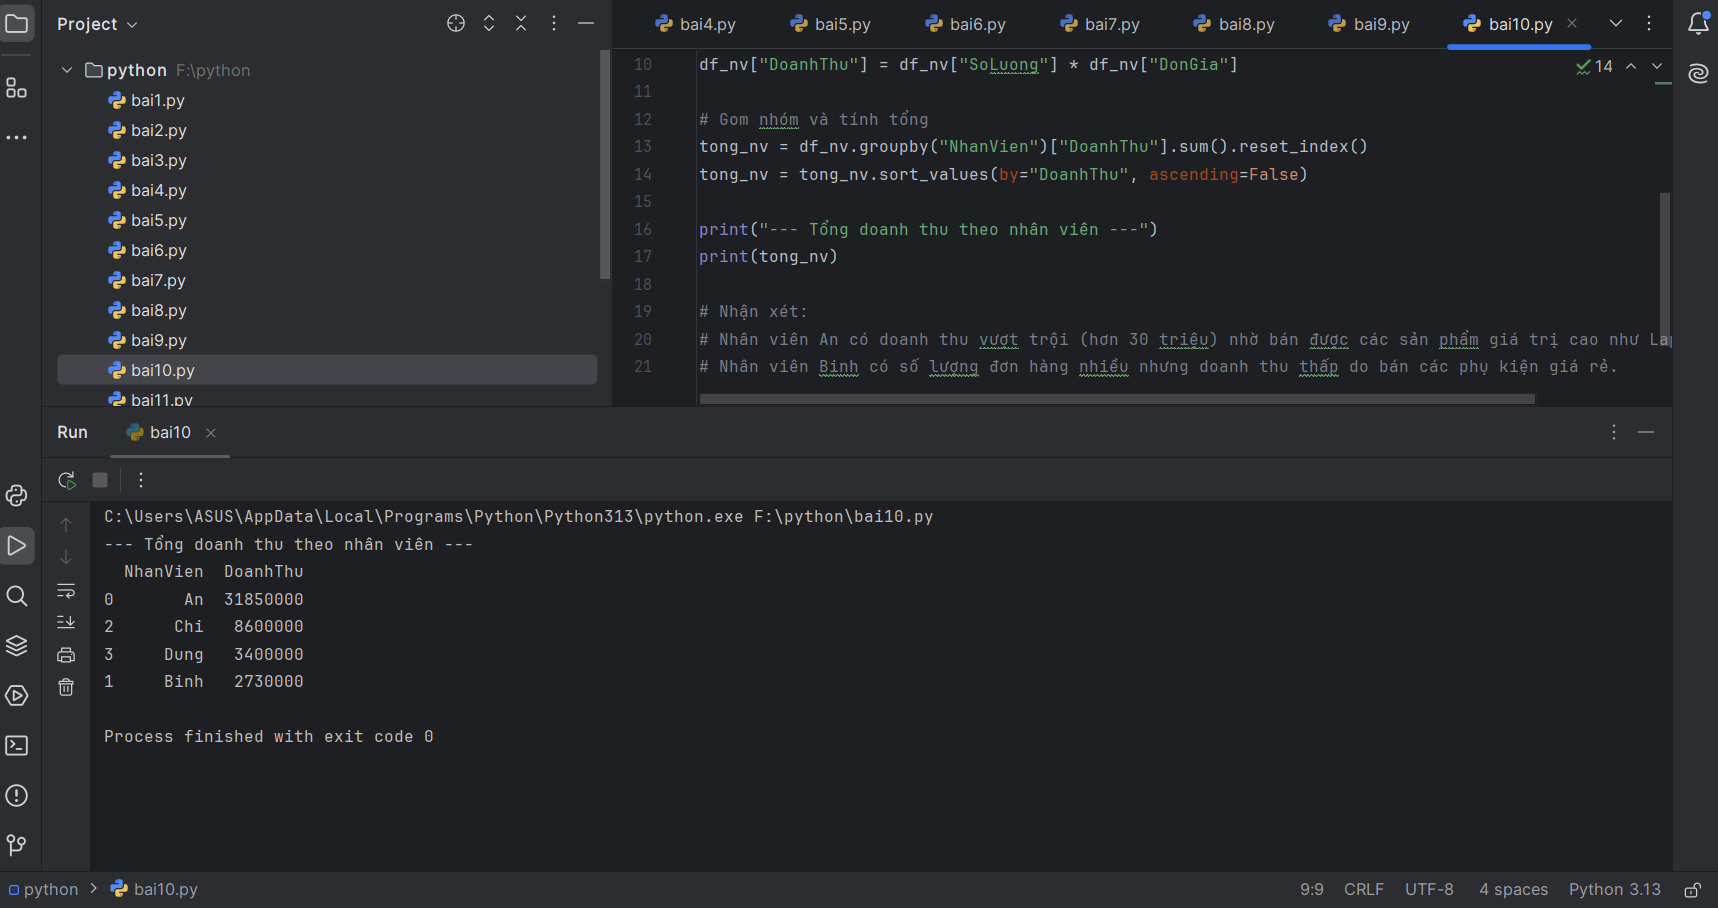 Project
bai4.py bai5.py bai6.py bai7.py bai8.py bai9.py bai10.py
python F:\python
bai1.py
bai2.py
bai3.py
bai4.py
bai5.py
bai6.py
bai7.py
bai8.py
bai9.py
bai10.py
bai11.py
14
10 df_nv["DoanhThu"] = df_nv["SoLuong"] * df_nv["DonGia"]
11
12 # Gom nhóm và tính tổng
13 tong_nv = df_nv.groupby("NhanVien")["DoanhThu"].sum().reset_index()
14 tong_nv = tong_nv.sort_values(by="DoanhThu", ascending=False)
15
16 print("--- Tổng doanh thu theo nhân viên ---")
17 print(tong_nv)
18
19 # Nhận xét:
20 # Nhân viên An có doanh thu vượt trội (hơn 30 triệu) nhờ bán được các sản phẩm giá trị cao như Lap
21 # Nhân viên Binh có số lượng đơn hàng nhiều nhưng doanh thu thấp do bán các phụ kiện giá rẻ.
Run bai10
C:\Users\ASUS\AppData\Local\Programs\Python\Python313\python.exe F:\python\bai10.py
--- Tổng doanh thu theo nhân viên ---
NhanVien DoanhThu
0 An 31850000
2 Chi 8600000
3 Dung 3400000
1 Binh 2730000
Process finished with exit code 0
python > bai10.py
9:9 CRLF UTF-8 4 spaces Python 3.13